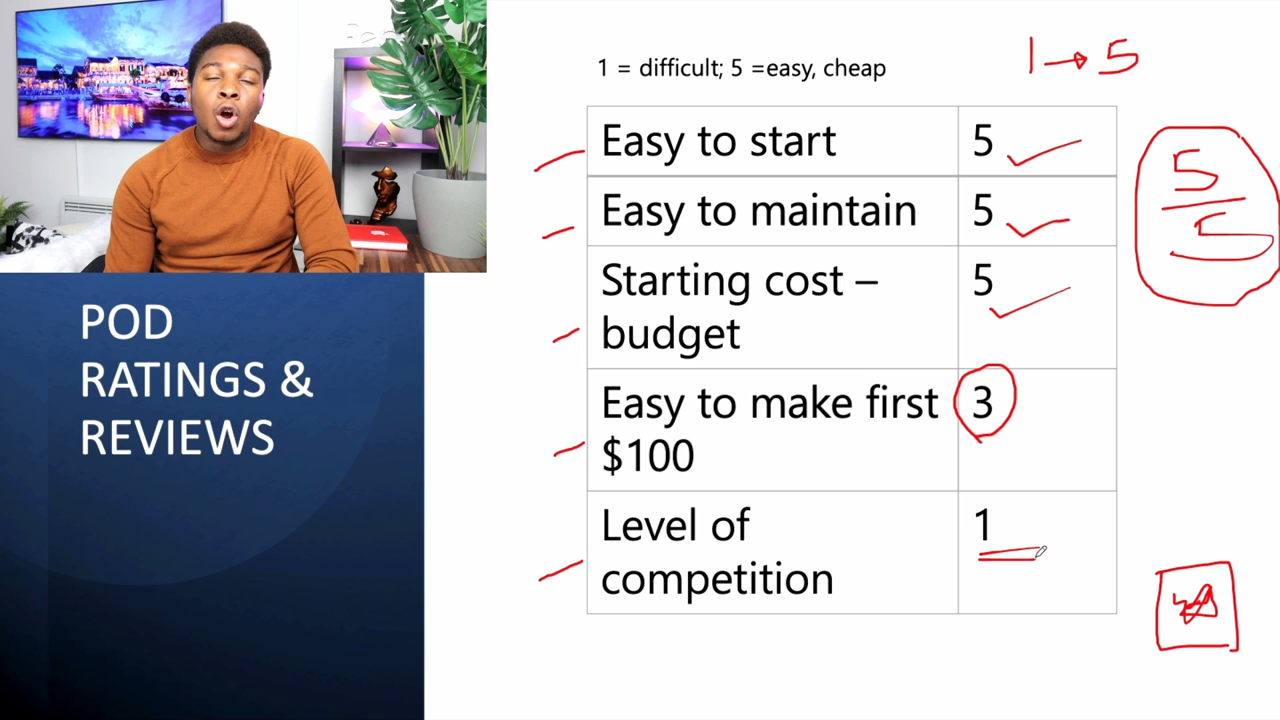 1 = difficult; 5 =easy, cheap
1 → 5
Easy to start 5
Easy to maintain 5
Starting cost –
budget 5
Easy to make first
$100 3
Level of
competition 1
5
5
POD
RATINGS &
REVIEWS